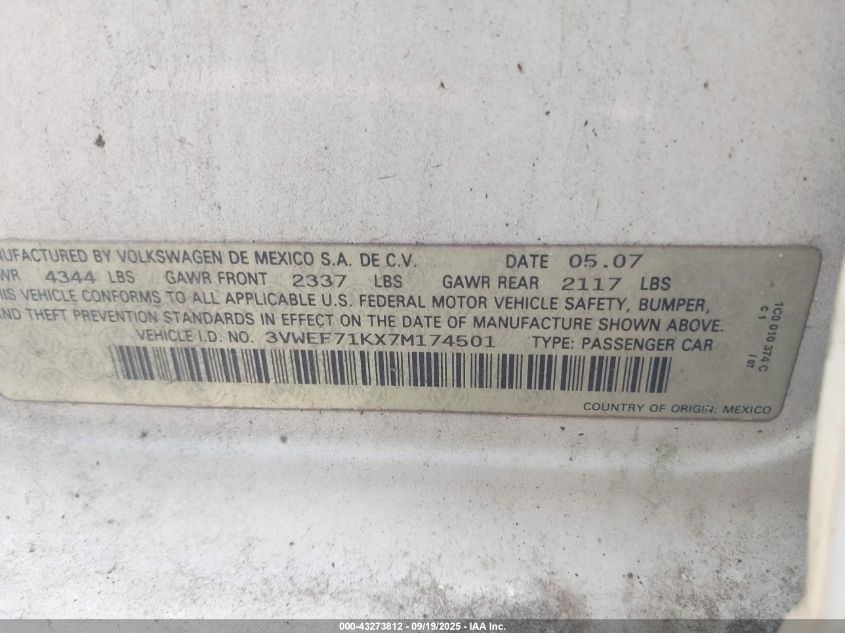 UFACTURED BY VOLKSWAGEN DE MEXICO S.A. DE C.V. DATE 05.07
WR 4344 LBS GAWR FRONT 2337 LBS GAWR REAR 2117 LBS
IS VEHICLE CONFORMS TO ALL APPLICABLE U.S. FEDERAL MOTOR VEHICLE SAFETY, BUMPER,
AND THEFT PREVENTION STANDARDS IN EFFECT ON THE DATE OF MANUFACTURE SHOWN ABOVE.
VEHICLE I.D. NO. 3VWEF71KX7M174501 TYPE: PASSENGER CAR
COUNTRY OF ORIGIN: MEXICO
1C0 010 374 C
C 1
/ 07
000-43273812 - 09/19/2025 - IAA Inc.